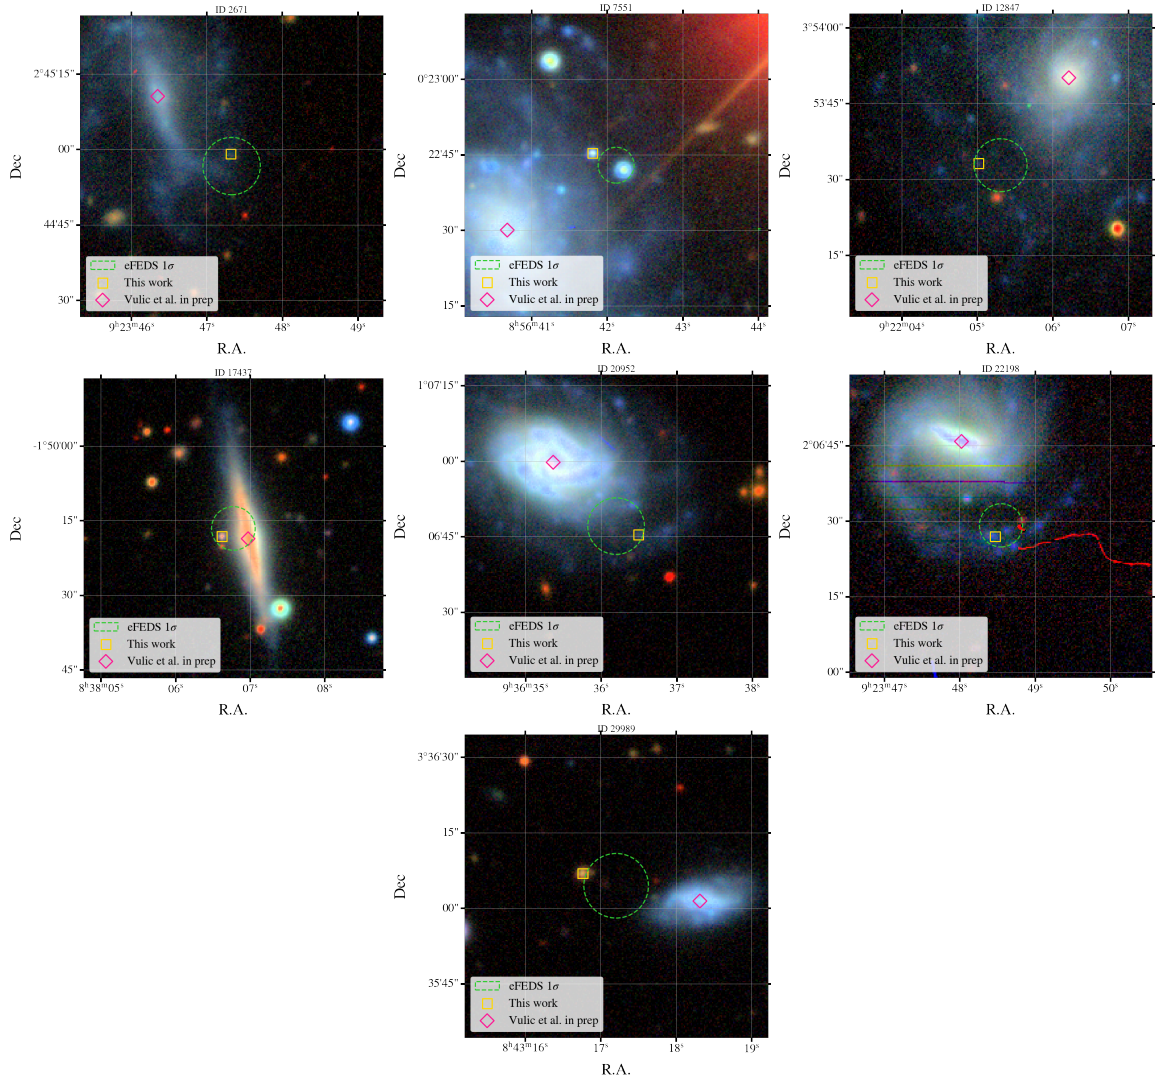 ID 2671
Dec
2°45'15"
00"
44'45"
30"
eFEDS 1σ
This work
Vulic et al. in prep
9ʰ23ᵐ46ˢ
47ˢ
48ˢ
49ˢ
R.A.
ID 7551
Dec
0°23'00"
22'45"
30"
15"
eFEDS 1σ
This work
Vulic et al. in prep
8ʰ56ᵐ41ˢ
42ˢ
43ˢ
44ˢ
R.A.
ID 12847
Dec
3°54'00"
53'45"
30"
15"
eFEDS 1σ
This work
Vulic et al. in prep
9ʰ22ᵐ04ˢ
05ˢ
06ˢ
07ˢ
R.A.
ID 17437
Dec
-1°50'00"
15"
30"
45"
eFEDS 1σ
This work
Vulic et al. in prep
8ʰ38ᵐ05ˢ
06ˢ
07ˢ
08ˢ
R.A.
ID 20952
Dec
1°07'15"
00"
06'45"
30"
eFEDS 1σ
This work
Vulic et al. in prep
9ʰ36ᵐ35ˢ
36ˢ
37ˢ
38ˢ
R.A.
ID 22198
Dec
2°06'45"
30"
15"
00"
eFEDS 1σ
This work
Vulic et al. in prep
9ʰ23ᵐ47ˢ
48ˢ
49ˢ
50ˢ
R.A.
ID 29989
Dec
3°36'30"
15"
00"
35'45"
eFEDS 1σ
This work
Vulic et al. in prep
8ʰ43ᵐ16ˢ
17ˢ
18ˢ
19ˢ
R.A.